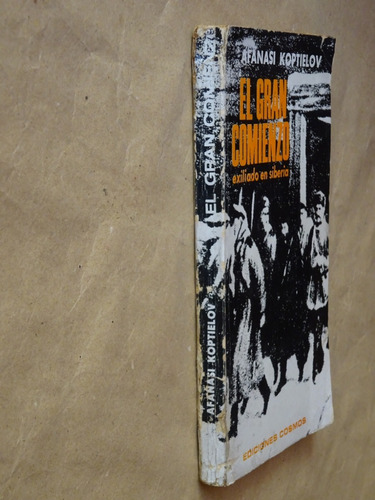 AFANASI KOPTIELOV
EL GRAN
COMIENZO
exiliado en siberia
EDICIONES COSMOS
AFANASI KOPTIELOV EL GRAN COMIENZO